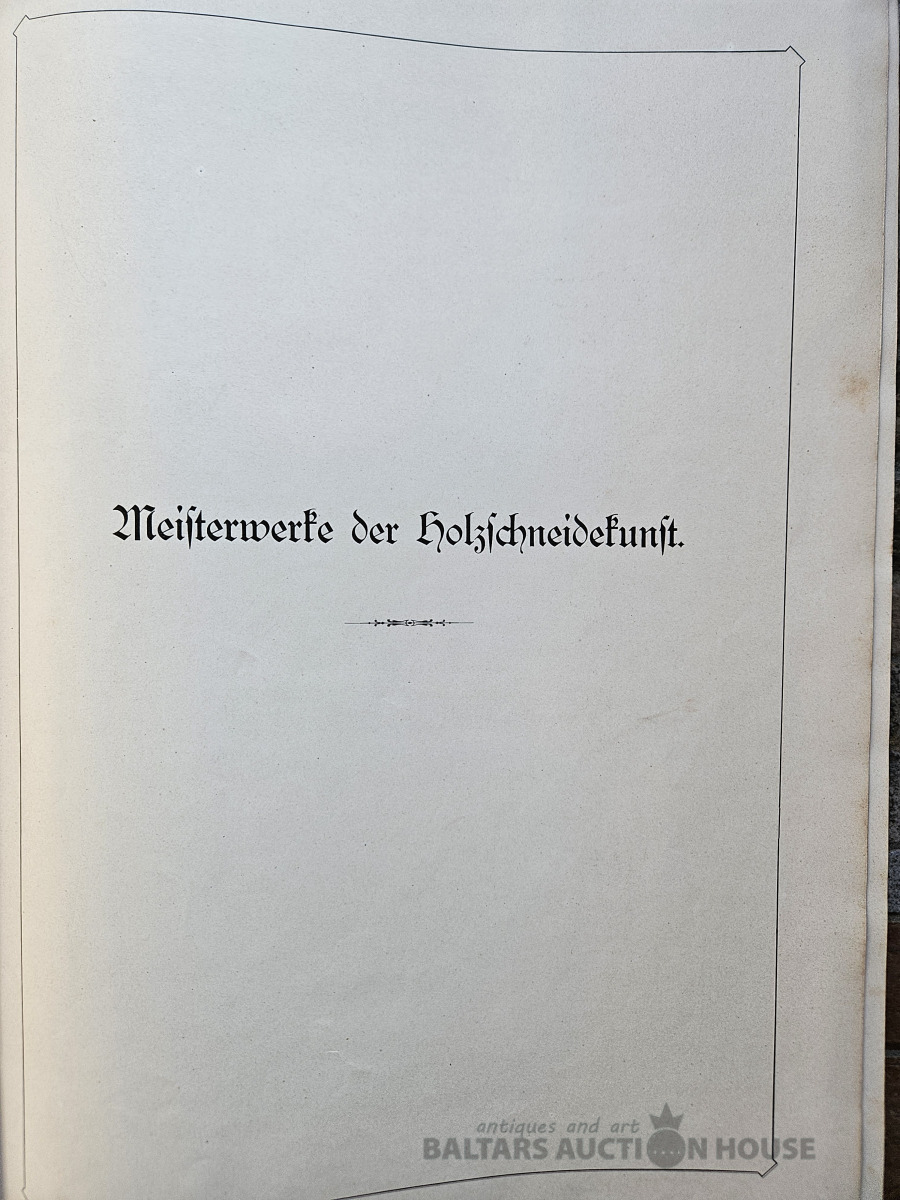 Meiſterwerke der Holzſchneidekunſt.
antiques and art
BALTARS AUCTION HOUSE